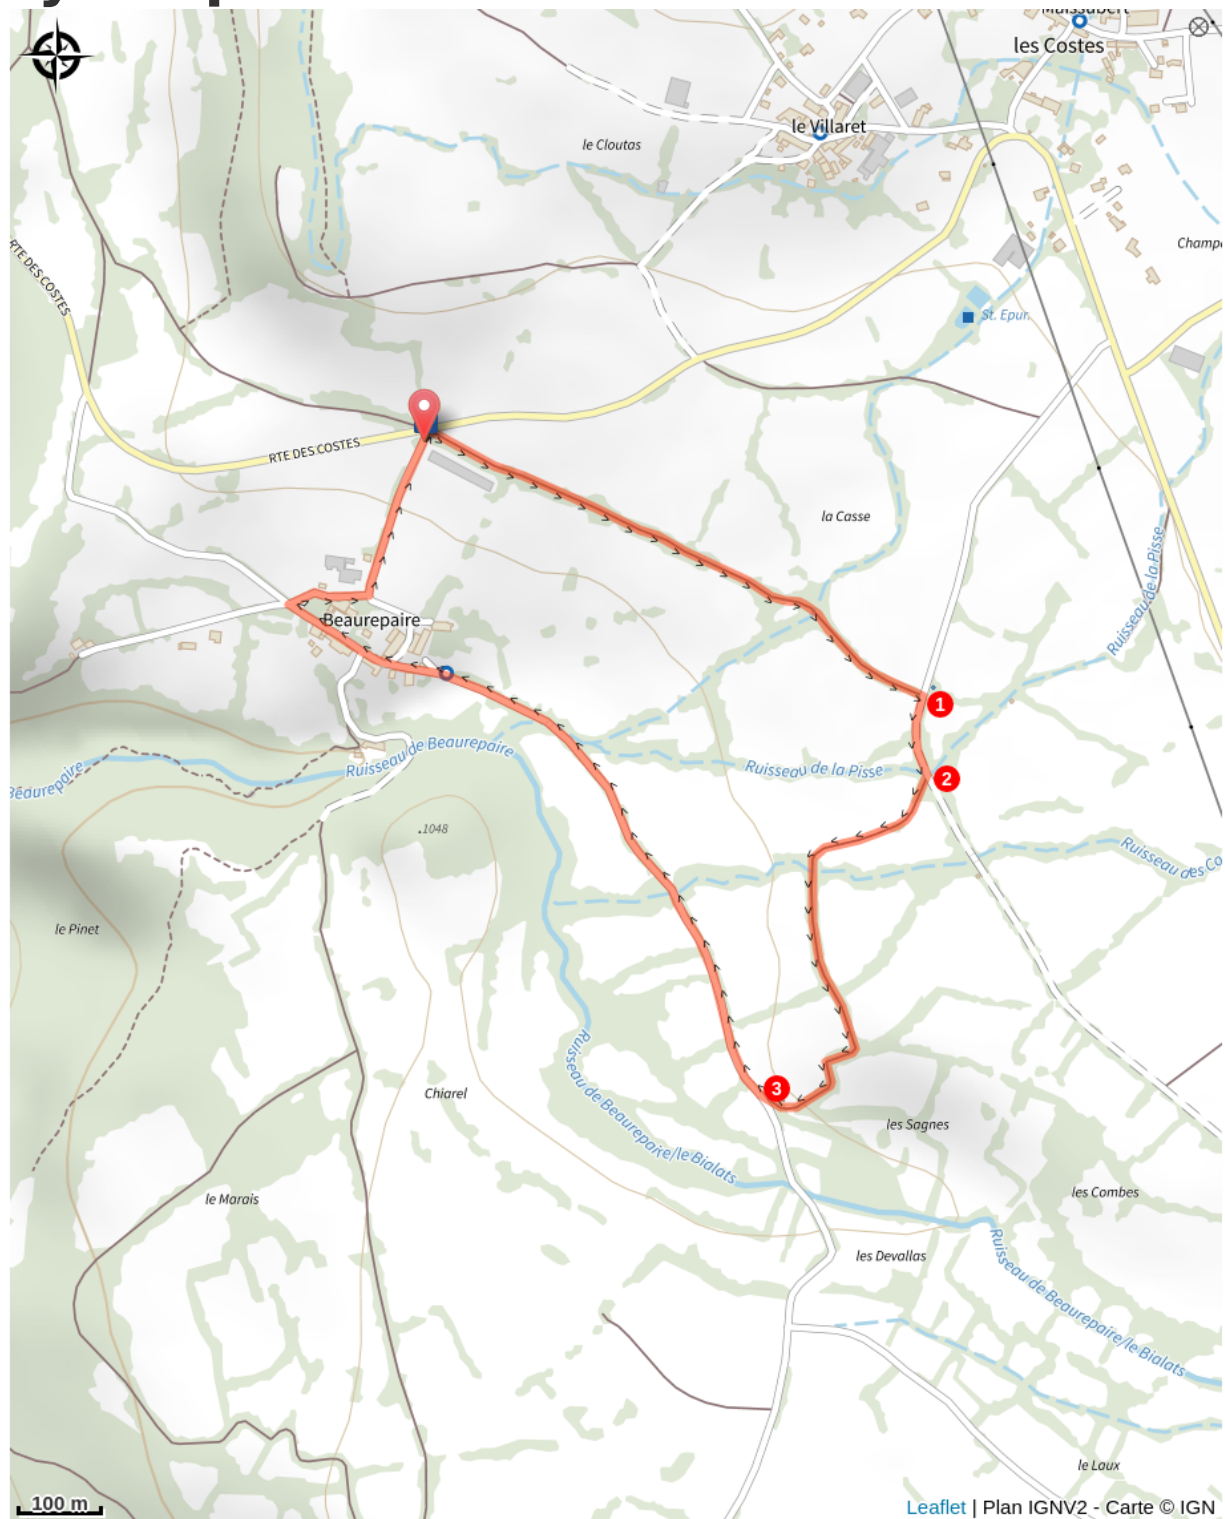 Maissubert
les Costes
le Villaret
le Cloutas
RTE DES COSTES
St. Epur.
RTE DES COSTES
la Casse
Ruisseau de la Pisse
Beaurepaire
1
Ruisseau de Beaurepaire
Ruisseau de la Pisse
2
Beaurepaire
.1048
Ruisseau des Co
le Pinet
Ruisseau de Beaurepaire/le Bialats
3
Chiarel
les Sagnes
le Marais
les Combes
les Devallas
Ruisseau de Beaurepaire/le Bialats
le Laux
100 m
Leaflet | Plan IGNV2 - Carte © IGN